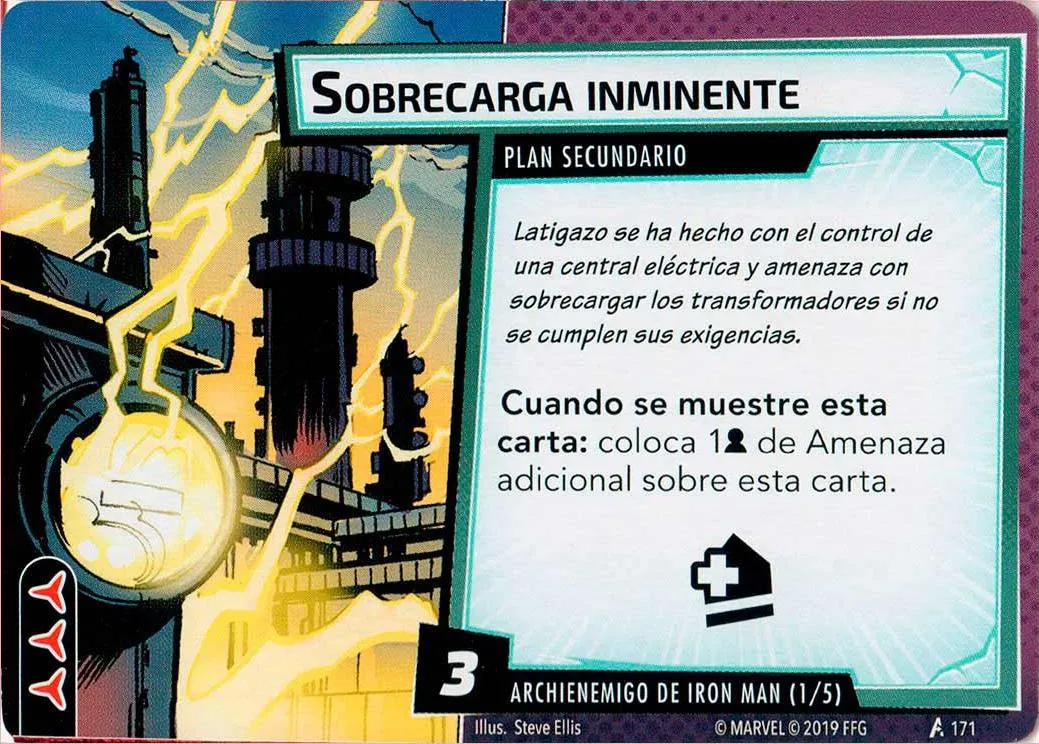 SOBRECARGA INMINENTE
PLAN SECUNDARIO
Latigazo se ha hecho con el control de
una central eléctrica y amenaza con
sobrecargar los transformadores si no
se cumplen sus exigencias.
Cuando se muestre esta
carta: coloca 1 de Amenaza
adicional sobre esta carta.
3
ARCHIENEMIGO DE IRON MAN (1/5)
Illus. Steve Ellis
© MARVEL © 2019 FFG
171